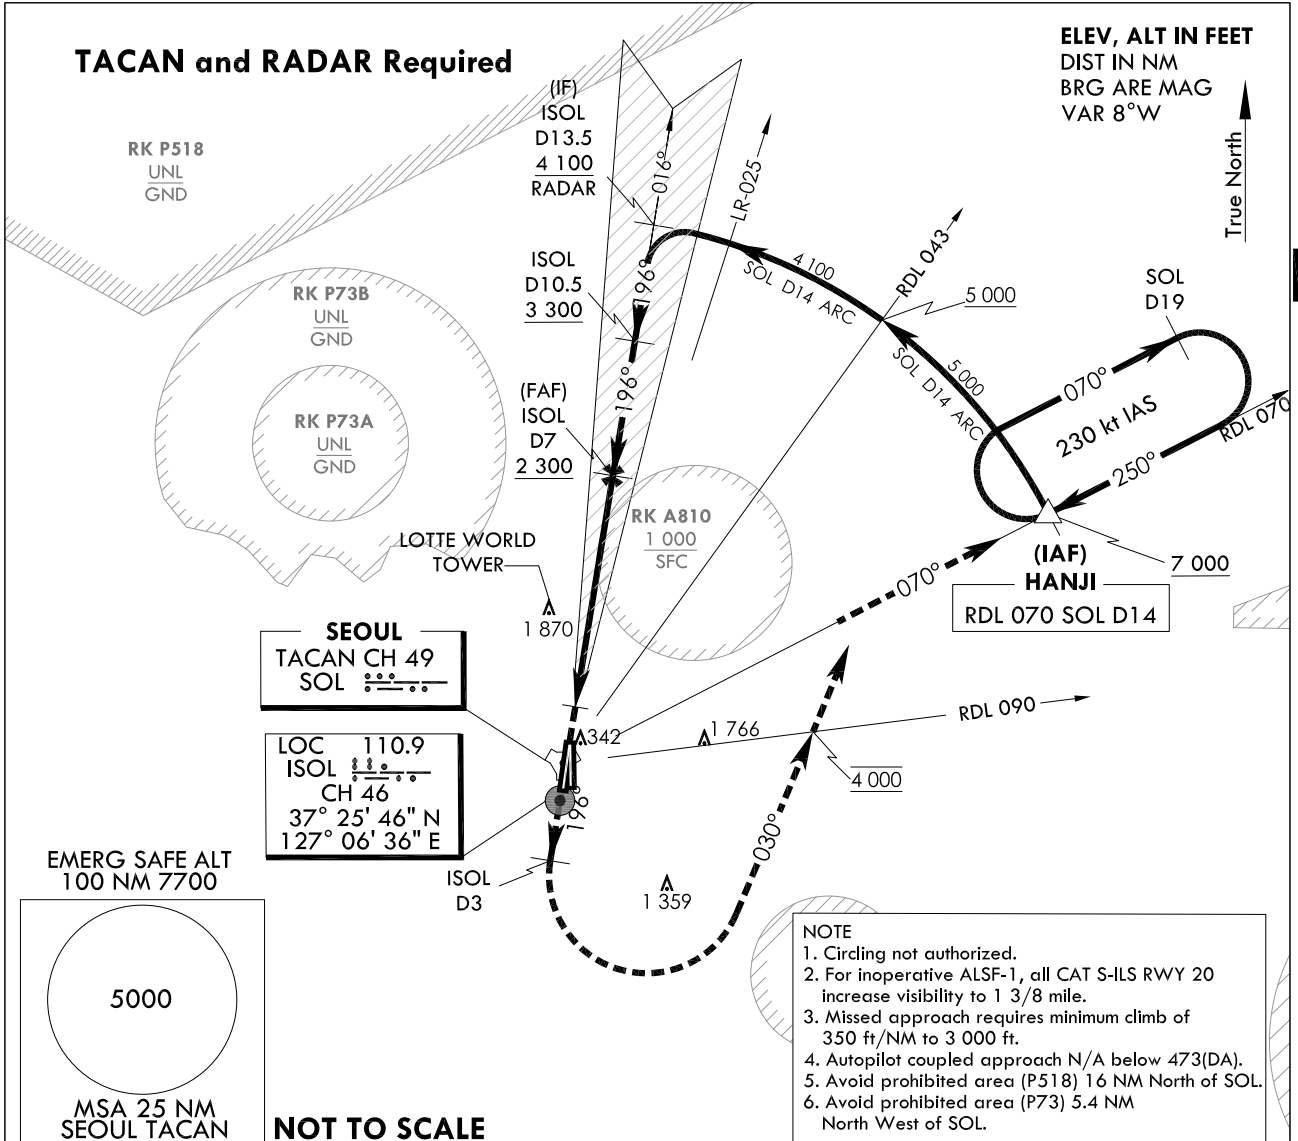 TACAN and RADAR Required
ELEV, ALT IN FEET
DIST IN NM
BRG ARE MAG
VAR 8°W
True North
RK P518
UNL
GND
(IF)
ISOL
D13.5
4 100
RADAR
016°
LR-025
RK P73B
UNL
GND
ISOL
D10.5
3 300
196°
4 100
SOL D14 ARC
RDL 043
5 000
SOL
D19
5 000
SOL D14 ARC
070°
230 kt IAS
RDL 070
250°
RK P73A
UNL
GND
(FAF)
ISOL
D7
2 300
196°
RK A810
1 000
SFC
LOTTE WORLD
TOWER
1 870
070°
7 000
(IAF)
HANJI
RDL 070 SOL D14
SEOUL
TACAN CH 49
SOL
342
1 766
RDL 090
4 000
LOC 110.9
ISOL
CH 46
37° 25' 46" N
127° 06' 36" E
196°
030°
ISOL
D3
1 359
EMERG SAFE ALT
100 NM 7700
5000
MSA 25 NM
SEOUL TACAN
NOT TO SCALE
NOTE
1. Circling not authorized.
2. For inoperative ALSF-1, all CAT S-ILS RWY 20
increase visibility to 1 3/8 mile.
3. Missed approach requires minimum climb of
350 ft/NM to 3 000 ft.
4. Autopilot coupled approach N/A below 473(DA).
5. Avoid prohibited area (P518) 16 NM North of SOL.
6. Avoid prohibited area (P73) 5.4 NM
North West of SOL.